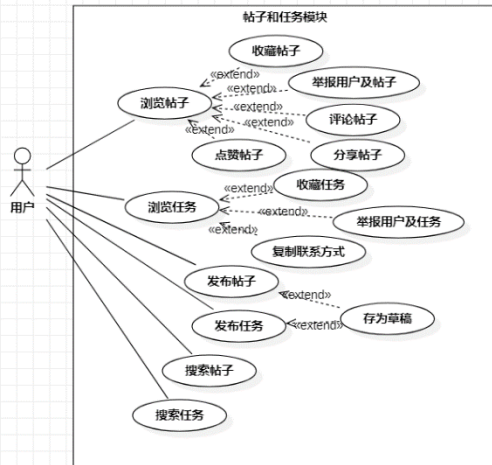 帖子和任务模块
收藏帖子
«extend»
举报用户及帖子
«extend»
浏览帖子
«extend»
评论帖子
«extend»
«extend»
点赞帖子
分享帖子
收藏任务
«extend»
用户
浏览任务
«extend»
举报用户及任务
«extend»
复制联系方式
发布帖子
«extend»
存为草稿
发布任务
«extend»
搜索帖子
搜索任务